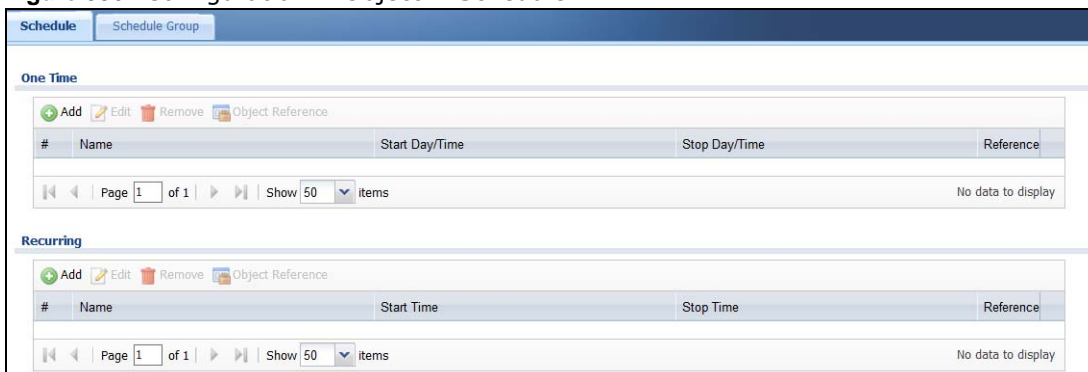 Schedule Schedule Group
One Time
Add Edit Remove Object Reference
# Name Start Day/Time Stop Day/Time Reference
Page 1 of 1 Show 50 items No data to display
Recurring
Add Edit Remove Object Reference
# Name Start Time Stop Time Reference
Page 1 of 1 Show 50 items No data to display